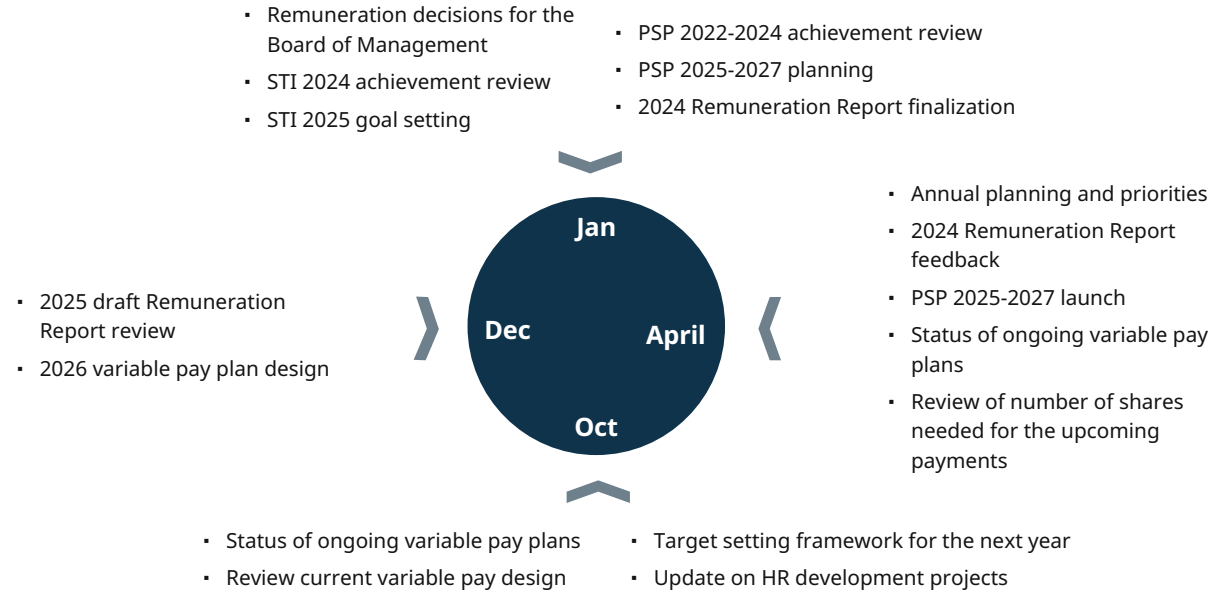 ▪ Remuneration decisions for the
Board of Management
▪ STI 2024 achievement review
▪ STI 2025 goal setting
▪ PSP 2022-2024 achievement review
▪ PSP 2025-2027 planning
▪ 2024 Remuneration Report finalization
Jan
▪ Annual planning and priorities
▪ 2024 Remuneration Report
feedback
▪ PSP 2025-2027 launch
▪ Status of ongoing variable pay
plans
▪ Review of number of shares
needed for the upcoming
payments
April
▪ 2025 draft Remuneration
Report review
▪ 2026 variable pay plan design
Dec
Oct
▪ Status of ongoing variable pay plans
▪ Review current variable pay design
▪ Target setting framework for the next year
▪ Update on HR development projects